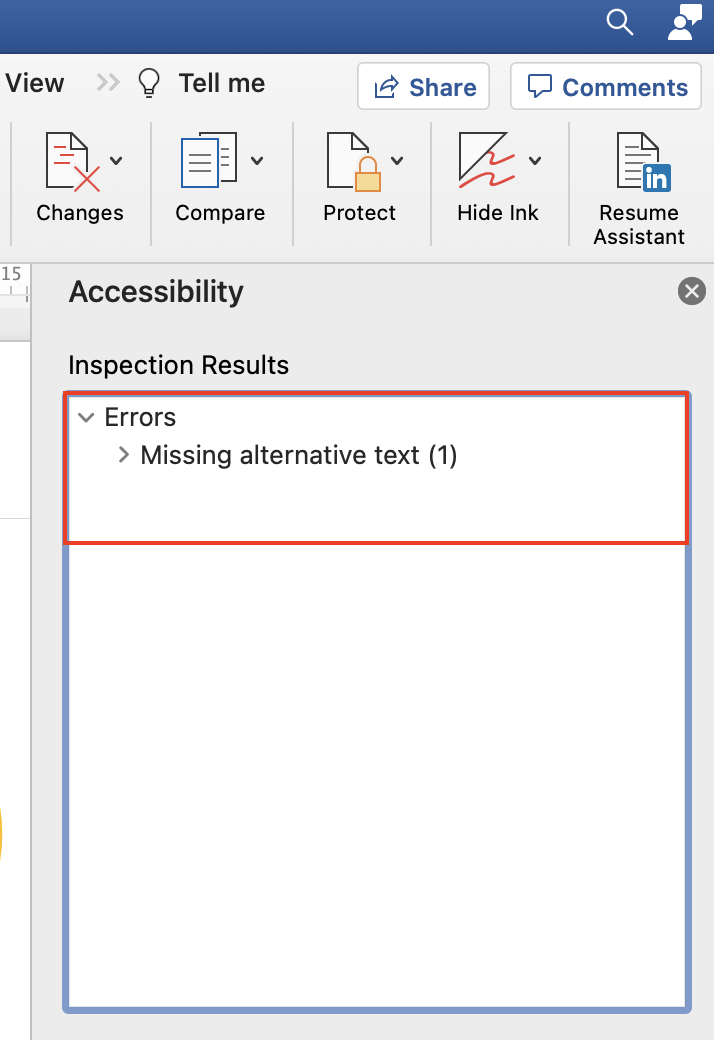 View >> Tell me Share Comments
Changes Compare Protect Hide Ink Resume Assistant
in
15
Accessibility
Inspection Results
Errors
Missing alternative text (1)